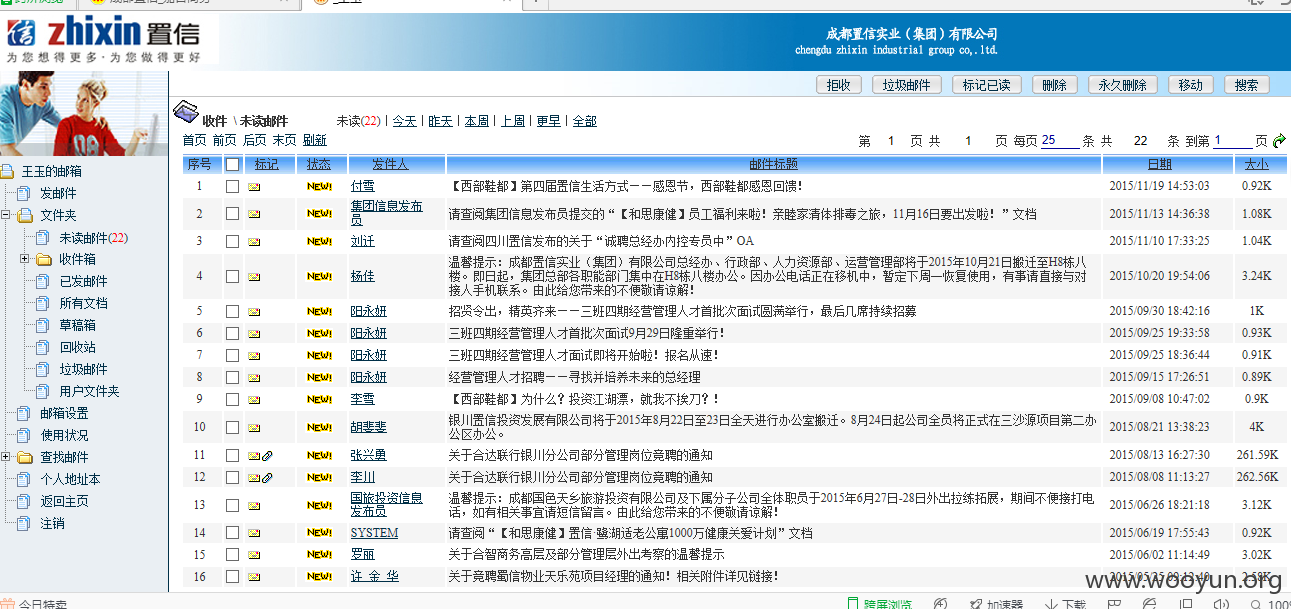 zhixin 置信
为您想得更多·为您做得更好
成都置信实业（集团）有限公司
chengdu zhixin industrial group co,.ltd.
拒收 垃圾邮件 标记已读 删除 永久删除 移动 搜索
收件 \ 未读邮件 未读(22) | 今天 | 昨天 | 本周 | 上周 | 更早 | 全部
首页 前页 后页 末页 刷新 第 1 页 共 1 页 每页 25 条 共 22 条 到第 1 页
王玉的邮箱
发邮件
文件夹
未读邮件(22)
收件箱
已发邮件
所有文档
草稿箱
回收站
垃圾邮件
用户文件夹
邮箱设置
使用状况
查找邮件
个人地址本
返回主页
注销
序号 标记 状态 发件人 邮件标题 日期 大小
1 NEW! 付雪 【西部鞋都】第四届置信生活方式——感恩节，西部鞋都感恩回馈！ 2015/11/19 14:53:03 0.92K
2 NEW! 集团信息发布员 请查阅集团信息发布员提交的“【和思康健】员工福利来啦！亲睦家清体排毒之旅，11月16日要出发啦！”文档 2015/11/13 14:36:38 1.08K
3 NEW! 刘迁 请查阅四川置信发布的关于“诚聘总经办内控专员中”OA 2015/11/10 17:33:25 1.04K
4 NEW! 杨佳 温馨提示：成都置信实业（集团）有限公司总经办、行政部、人力资源部、运营管理部将于2015年10月21日搬迁至H8栋八
楼。即日起，集团总部各职能部门集中在H8栋八楼办公。因办公电话正在移机中，暂定下周一恢复使用，有事请直接与对
接人手机联系。由此给您带来的不便敬请谅解！ 2015/10/20 19:54:06 3.24K
5 NEW! 阳永妍 招贤令出，精英齐来——三班四期经营管理人才首批次面试圆满举行，最后几席持续招募 2015/09/30 18:42:16 1K
6 NEW! 阳永妍 三班四期经营管理人才首批次面试9月29日隆重举行！ 2015/09/25 19:33:58 0.93K
7 NEW! 阳永妍 三班四期经营管理人才面试即将开始啦！报名从速！ 2015/09/25 18:36:44 0.91K
8 NEW! 阳永妍 经营管理人才招聘——寻找并培养未来的总经理 2015/09/15 17:26:51 0.89K
9 NEW! 李雪 【西部鞋都】为什么？投资江湖漂，就我不挨刀？！ 2015/09/08 10:47:02 0.9K
10 NEW! 胡斐斐 银川置信投资发展有限公司将于2015年8月22日至23日全天进行办公室搬迁。8月24日起公司全员将正式在三沙源项目第二办
公区办公。 2015/08/21 13:38:23 4K
11 NEW! 张兴勇 关于合达联行银川分公司部分管理岗位竞聘的通知 2015/08/13 16:27:30 261.59K
12 NEW! 李川 关于合达联行银川分公司部分管理岗位竞聘的通知 2015/08/08 11:13:27 262.56K
13 NEW! 国旅投资信息发布员 温馨提示：成都国色天乡旅游投资有限公司及下属分子公司全体职员于2015年6月27日-28日外出拉练拓展，期间不便接打电
话，如有相关事宜请短信留言。由此给您带来的不便敬请谅解！ 2015/06/26 18:21:18 3.12K
14 NEW! SYSTEM 请查阅“【和思康健】置信·鹭湖适老公寓1000万健康关爱计划”文档 2015/06/19 17:55:43 0.92K
15 NEW! 罗丽 关于合智商务高层及部分管理层外出考察的温馨提示 2015/06/02 11:14:49 3.02K
16 NEW! 许 金 华 关于竞聘蜀信物业天乐苑项目经理的通知！相关附件详见链接！
www.wooyun.org
今日特卖 跨屏浏览 加速器 下载